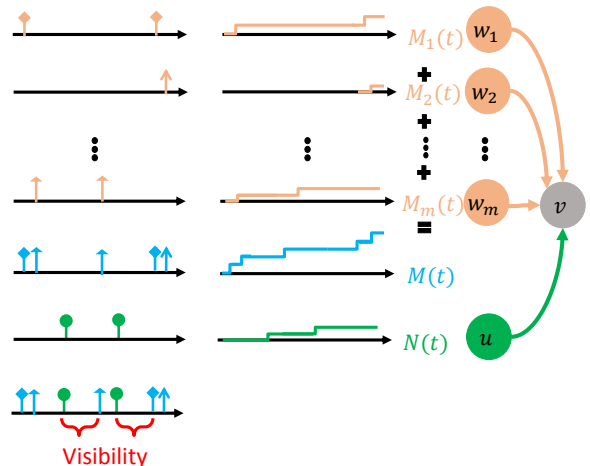 M₁(t) w₁
+
M₂(t) w₂
+
+
Mₘ(t) wₘ v
=
M(t)
N(t) u
Visibility